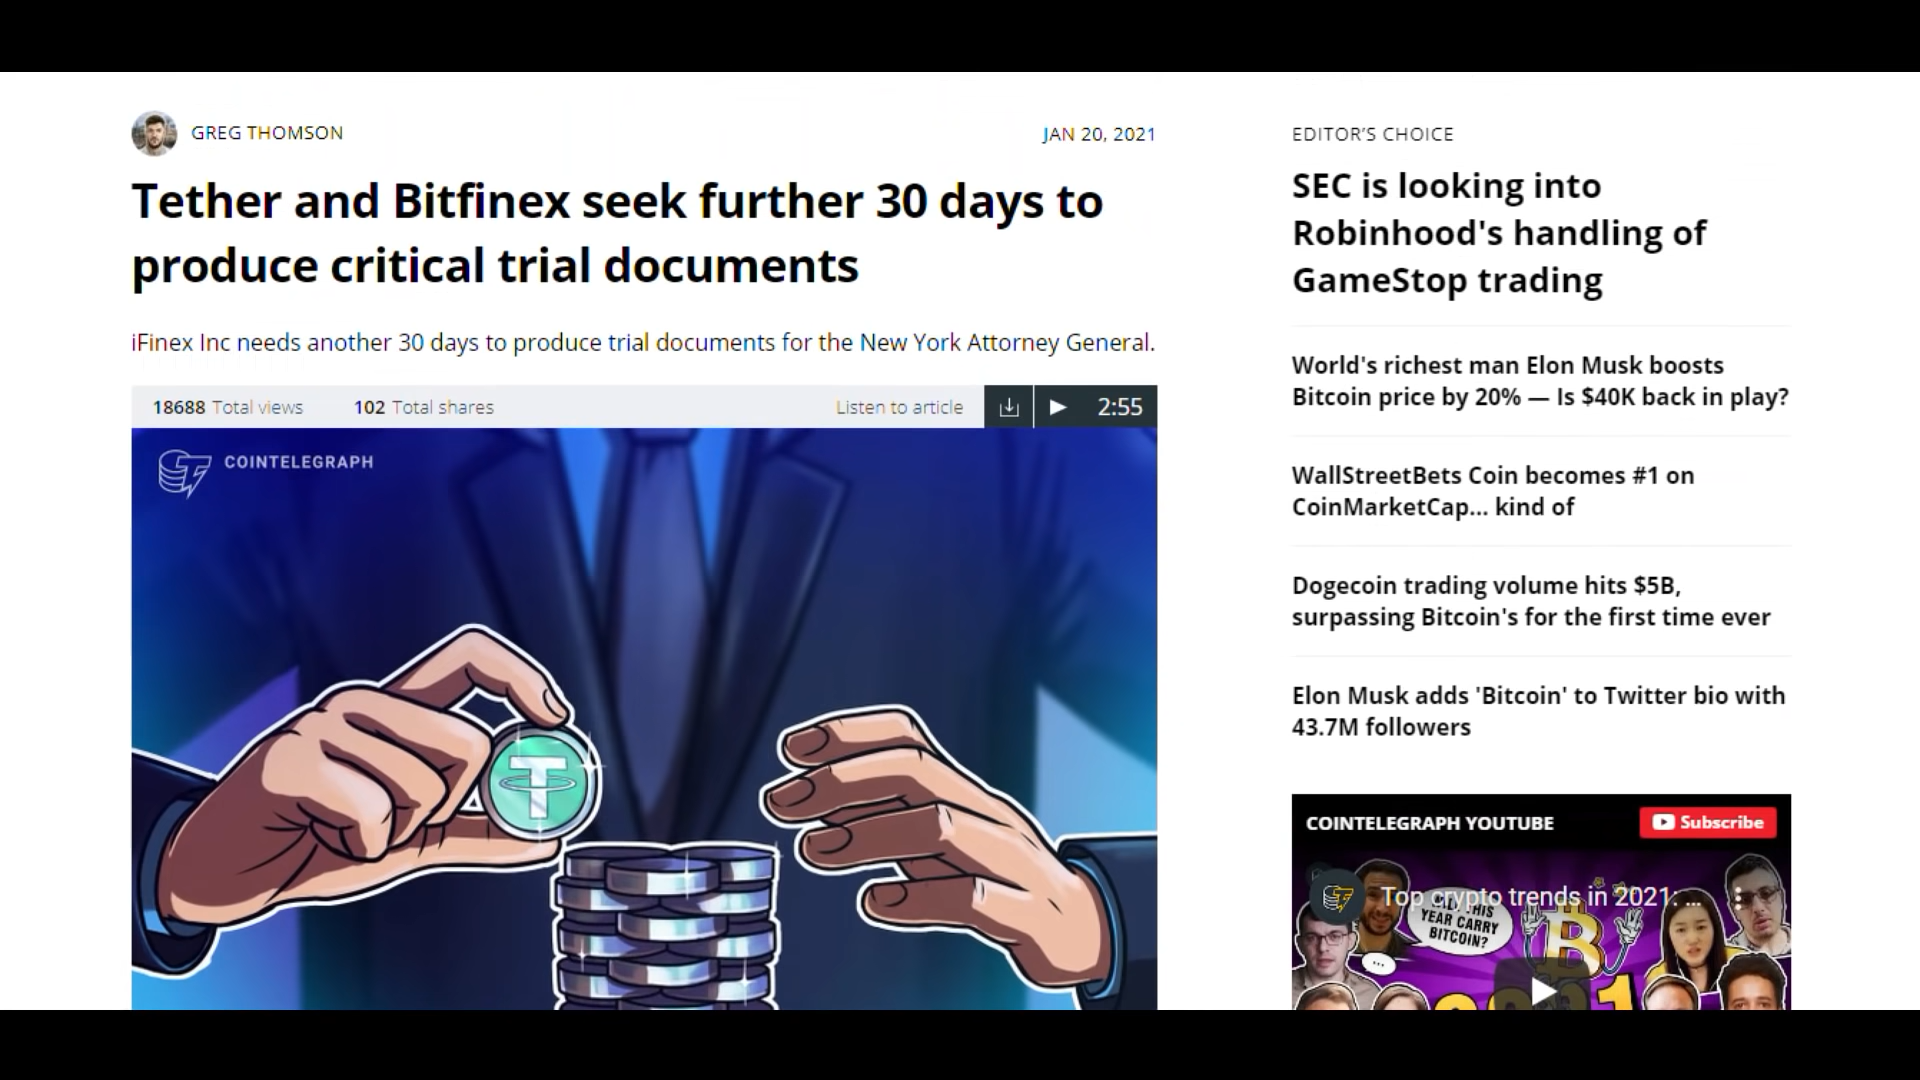 GREG THOMSON
JAN 20, 2021
Tether and Bitfinex seek further 30 days to
produce critical trial documents
iFinex Inc needs another 30 days to produce trial documents for the New York Attorney General.
18688 Total views
102 Total shares
Listen to article
2:55
COINTELEGRAPH
EDITOR'S CHOICE
SEC is looking into
Robinhood's handling of
GameStop trading
World's richest man Elon Musk boosts
Bitcoin price by 20% — Is $40K back in play?
WallStreetBets Coin becomes #1 on
CoinMarketCap... kind of
Dogecoin trading volume hits $5B,
surpassing Bitcoin's for the first time ever
Elon Musk adds 'Bitcoin' to Twitter bio with
43.7M followers
COINTELEGRAPH YOUTUBE
Subscribe
Top crypto trends in 2021: ...
THIS
YEAR CARRY
BITCOIN?